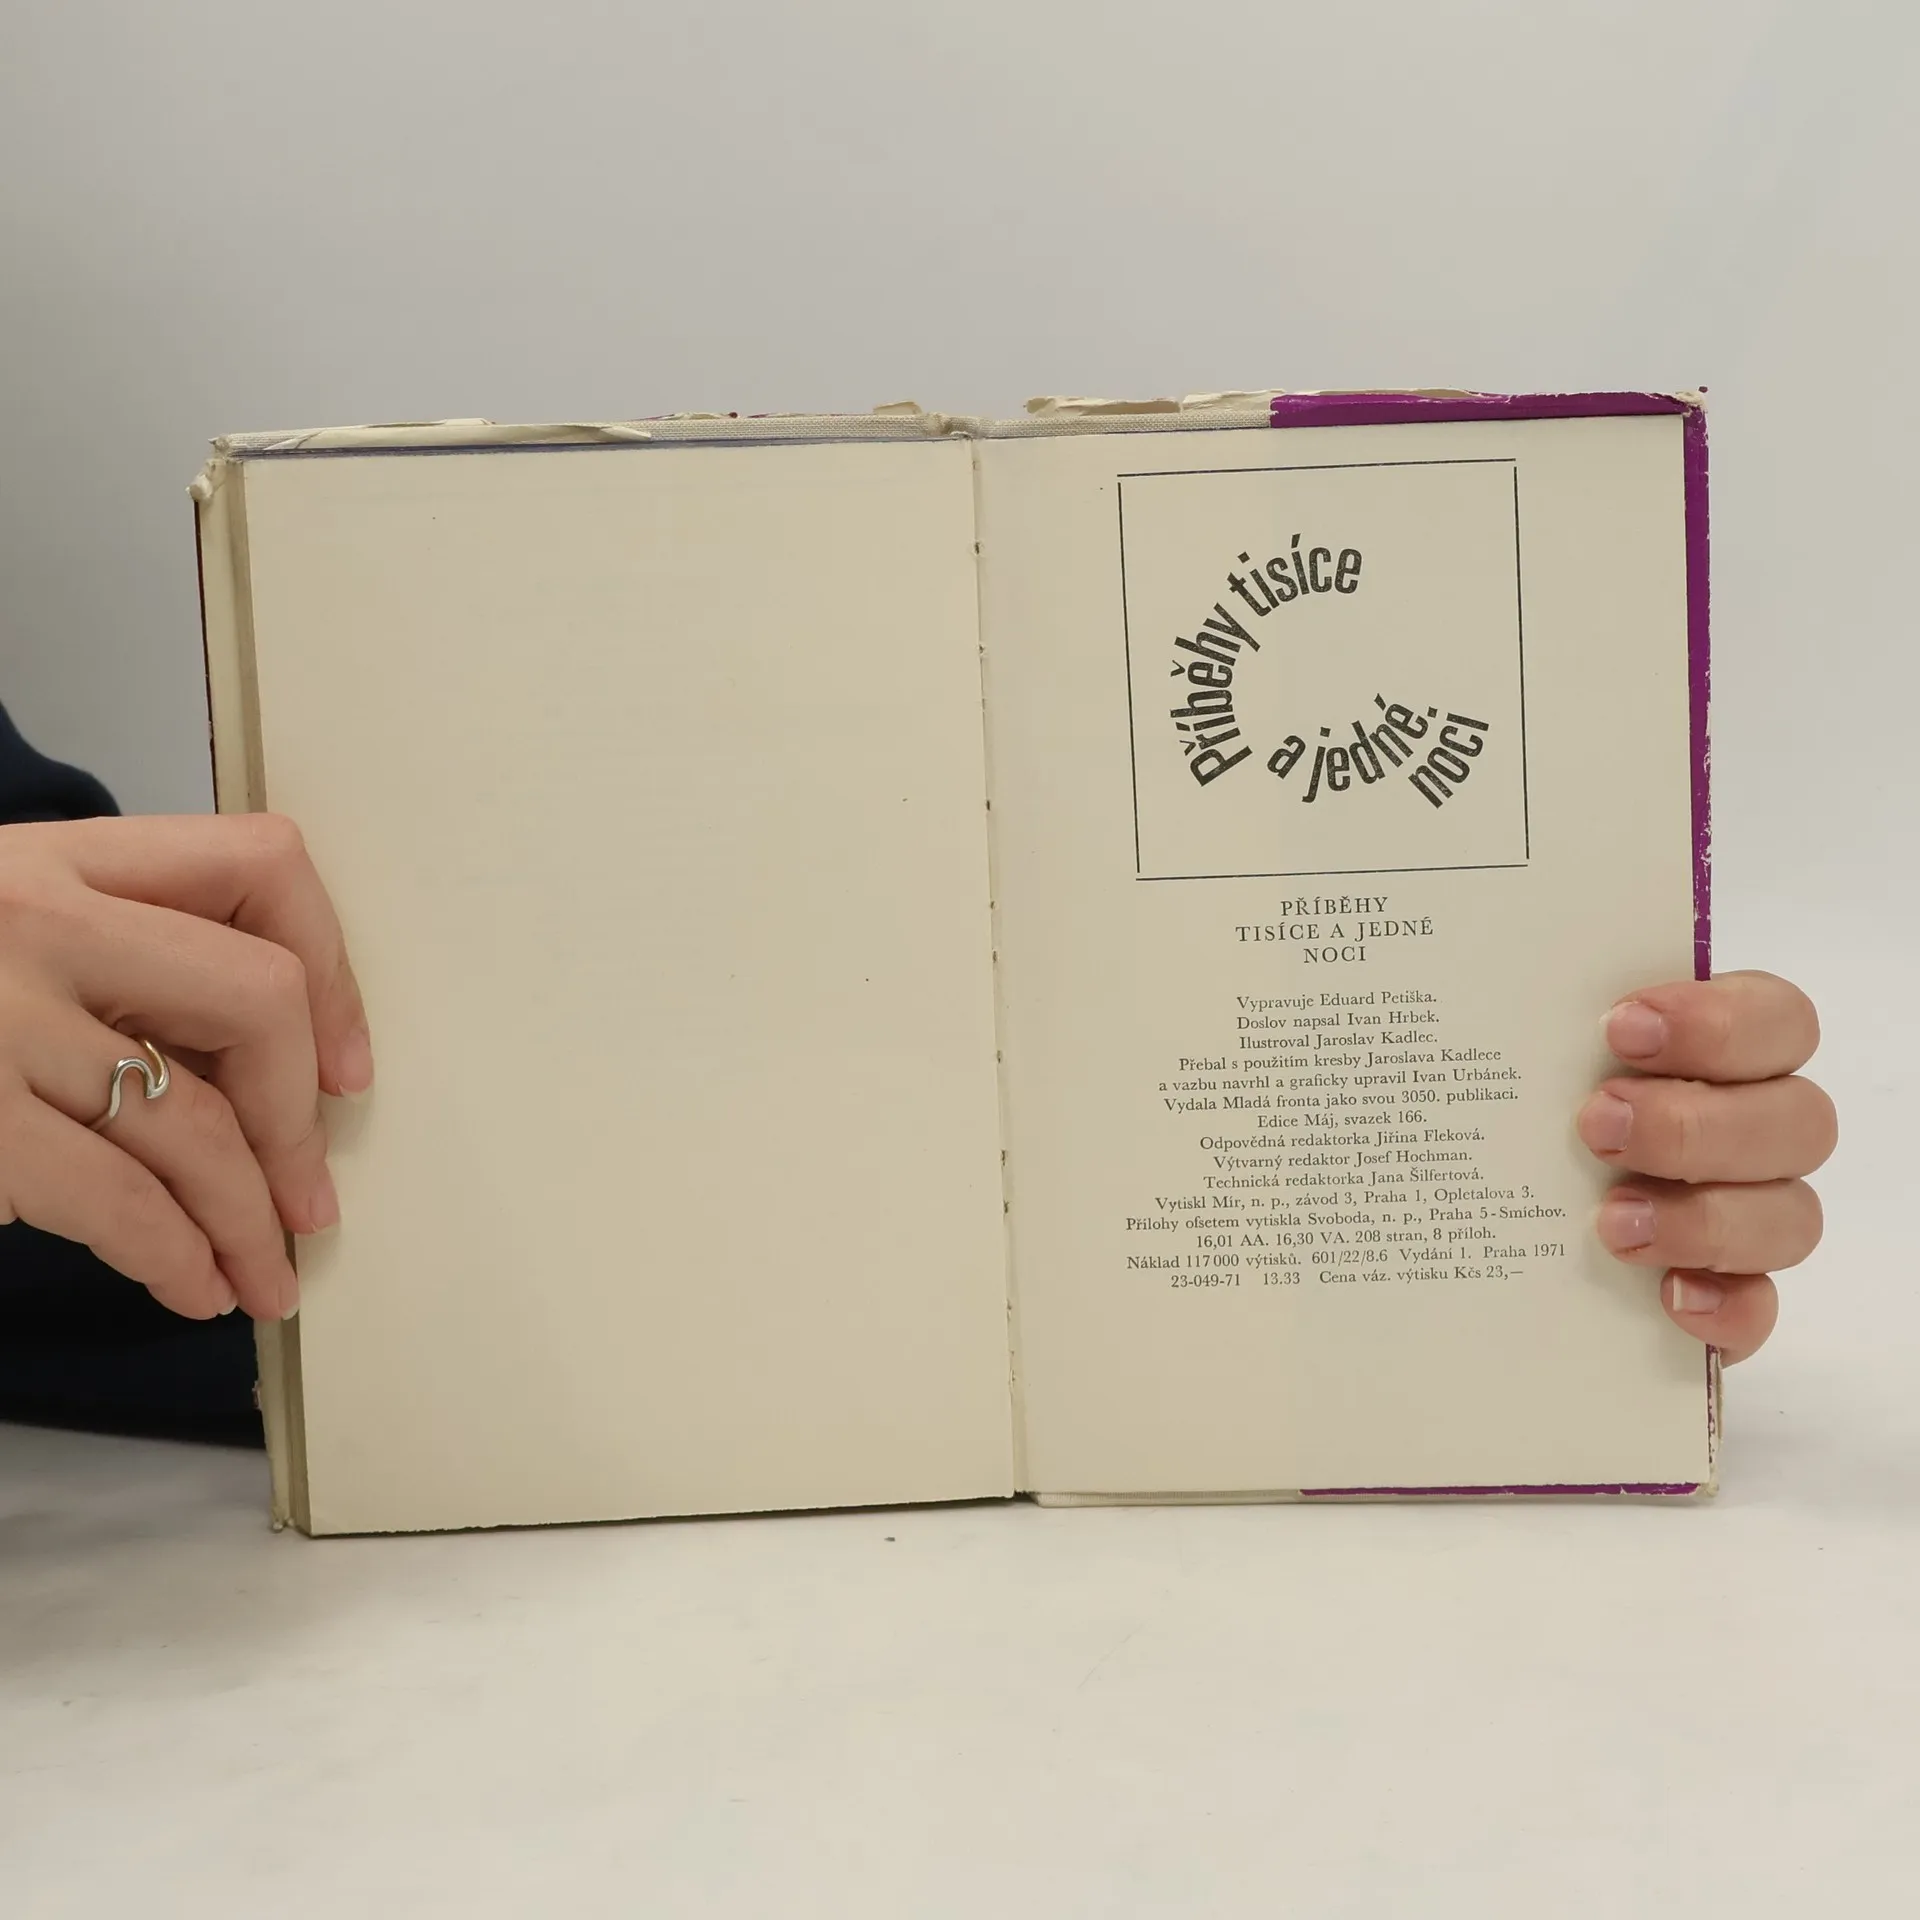 Příběhy tisíce
a jedné
noci
PŘÍBĚHY
TISÍCE A JEDNÉ
NOCI
Vypravuje Eduard Petiška.
Doslov napsal Ivan Hrbek.
Ilustroval Jaroslav Kadlec.
Přebal s použitím kresby Jaroslava Kadlece
a vazbu navrhl a graficky upravil Ivan Urbánek.
Vydala Mladá fronta jako svou 3050. publikaci.
Edice Máj, svazek 166.
Odpovědná redaktorka Jiřina Fleková.
Výtvarný redaktor Josef Hochman.
Technická redaktorka Jana Šilfertová.
Vytiskl Mír, n. p., závod 3, Praha 1, Opletalova 3.
Přílohy ofsetem vytiskla Svoboda, n. p., Praha 5-Smíchov.
16,01 AA. 16,30 VA. 208 stran, 8 příloh.
Náklad 117000 výtisků. 601/22/8.6 Vydání 1. Praha 1971
23-049-71 13.33 Cena váz. výtisku Kčs 23,—